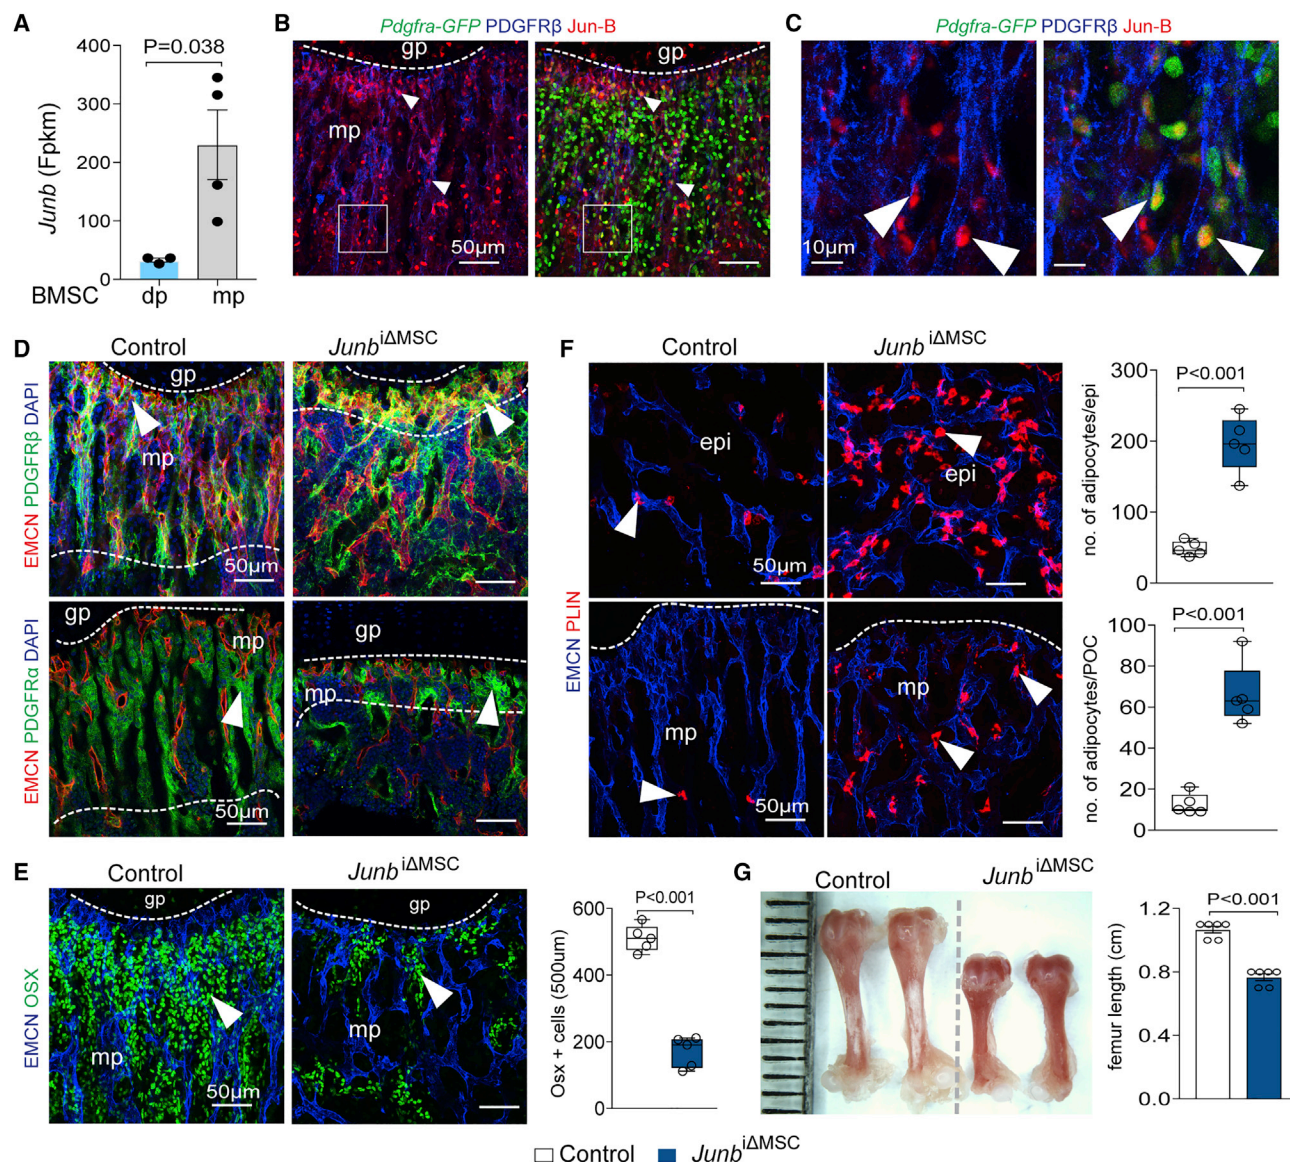 A
400
300
200
100
0
Junb (Fpkm)
P=0.038
BMSC dp mp
B
Pdgfra-GFP PDGFRβ Jun-B
gp
mp
50µm
gp
C
Pdgfra-GFP PDGFRβ Jun-B
10µm
D
Control
Junb iΔMSC
EMCN PDGFRβ DAPI
gp
mp
50µm
EMCN PDGFRα DAPI
gp
mp
50µm
gp
mp
E
Control
Junb iΔMSC
EMCN OSX
gp
mp
50µm
gp
mp
Osx + cells (500um)
600
400
200
0
P<0.001
F
Control
Junb iΔMSC
EMCN PLIN
epi
50µm
epi
mp
50µm
mp
no. of adipocytes/epi
300
200
100
0
P<0.001
no. of adipocytes/POC
100
80
60
40
20
0
P<0.001
G
Control
Junb iΔMSC
femur length (cm)
1.2
0.8
0.4
0.0
P<0.001
Control
Junb iΔMSC